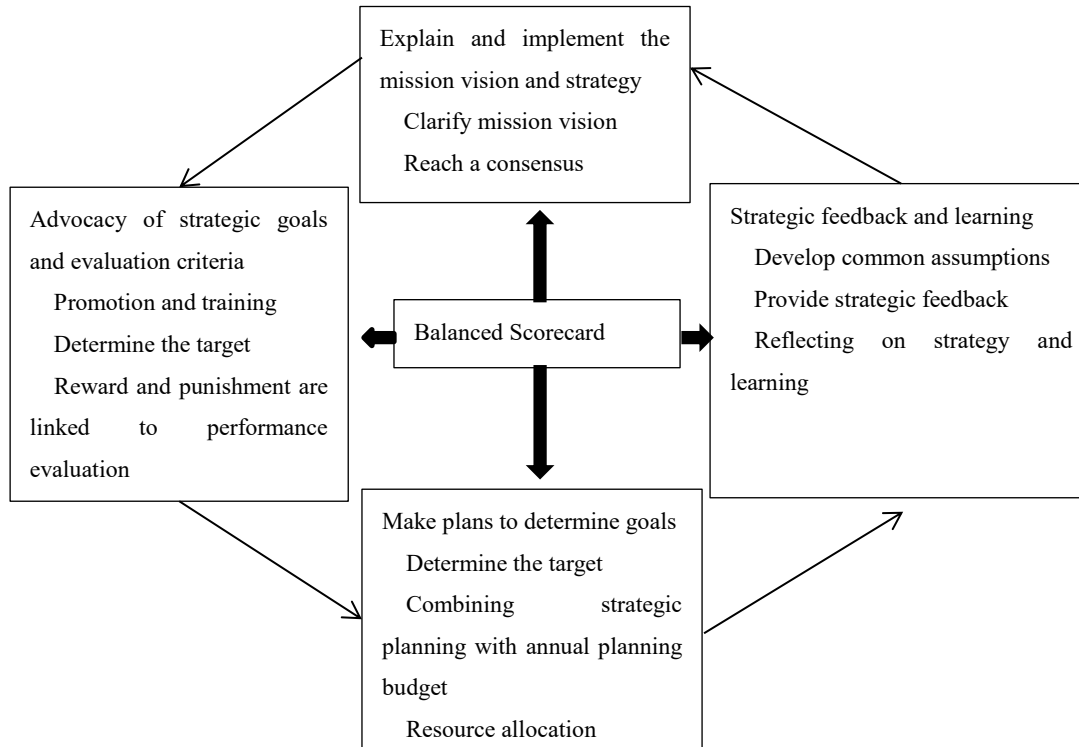 Explain and implement the
mission vision and strategy
Clarify mission vision
Reach a consensus
Advocacy of strategic goals
and evaluation criteria
Promotion and training
Determine the target
Reward and punishment are
linked to performance
evaluation
Balanced Scorecard
Strategic feedback and learning
Develop common assumptions
Provide strategic feedback
Reflecting on strategy and
learning
Make plans to determine goals
Determine the target
Combining strategic
planning with annual planning
budget
Resource allocation